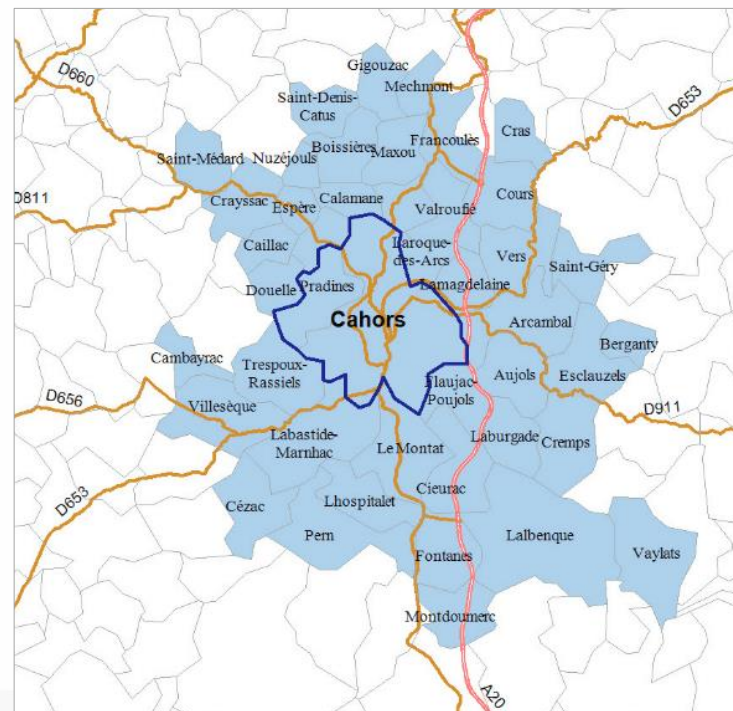 Gigouzac
D660
Mechmont
D653
Saint-Denis-
Catus
Cras
Boissières
Francoulès
Saint-Médard
Nuzéjouls
Maxou
D811
Crayssac
Espère
Calamane
Valroufié
Cours
Caillac
Laroque-
des-Arcs
Vers
Saint-Géry
Douelle
Pradines
Lamagdelaine
Cahors
Arcambal
Berganty
Cambayrac
Trespoux-
Rassiels
Flaujac-
Poujols
Aujols
Esclauzels
D656
Villesèque
D911
Labastide-
Marnhac
Le Montat
Laburgade
Cremps
D653
Cézac
Lhospitalet
Cieurac
Pern
Lalbenque
Fontanes
Vaylats
Montdoumerc
A20